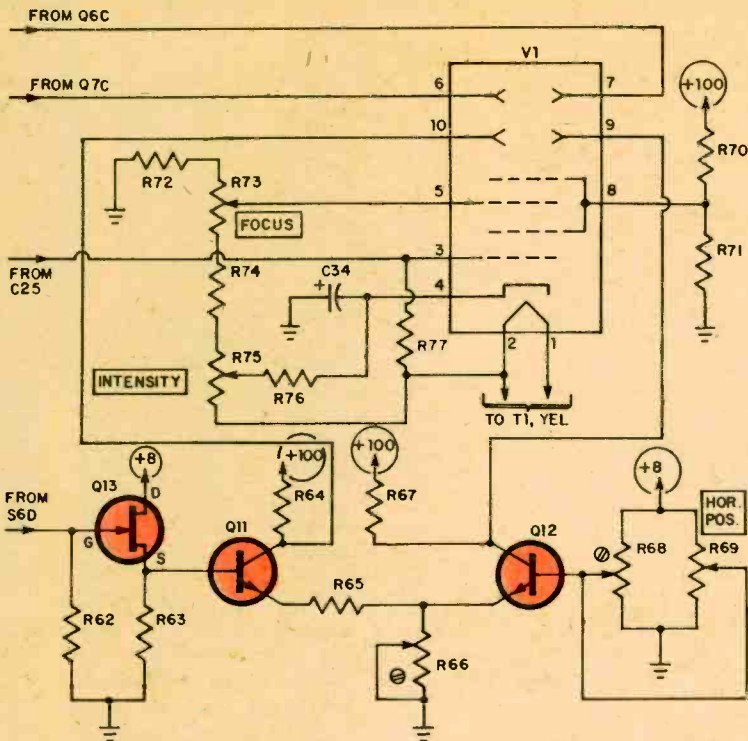 FROM Q6C
V1
FROM Q7C
6
7
+100
10
9
R70
R72
R73
5
8
FOCUS
R71
FROM
C25
3
R74
C34
+
4
R77
R75
INTENSITY
R76
2
1
TO T1, YEL
+8
+100
+100
+8
Q13
D
FROM
S6D
G
S
Q11
R64
R67
Q12
HOR.
POS.
R68
R69
R62
R63
R65
R66